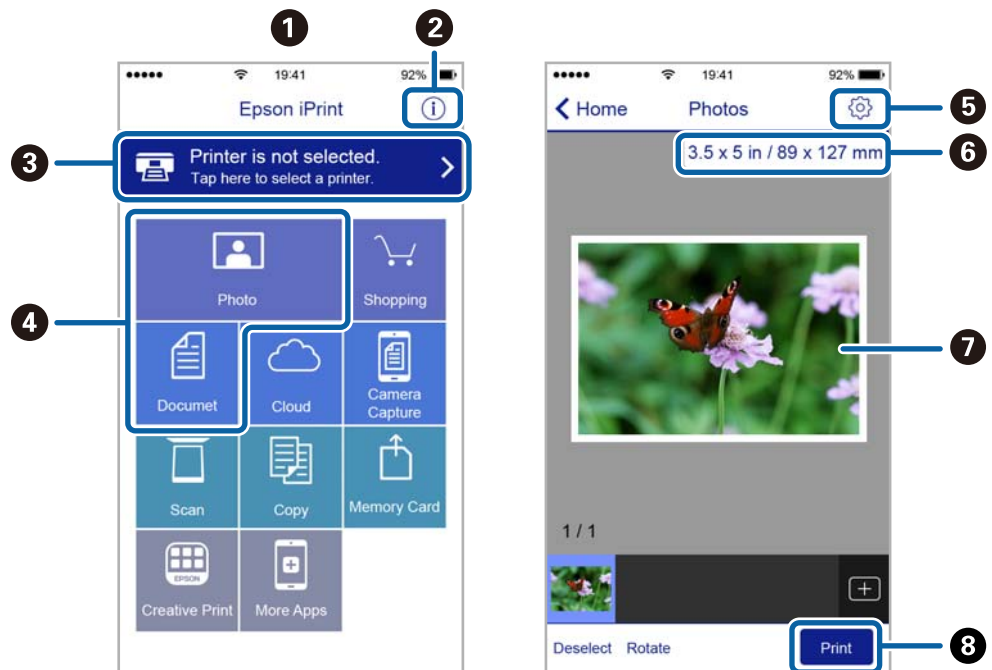 1
2
19:41
92%
Epson iPrint
3
Printer is not selected.
Tap here to select a printer.
4
Photo
Shopping
Documet
Cloud
Camera
Capture
Scan
Copy
Memory Card
EPSON
Creative Print
More Apps
19:41
92%
Home
Photos
5
3.5 x 5 in / 89 x 127 mm
6
7
1 / 1
Deselect
Rotate
Print
8